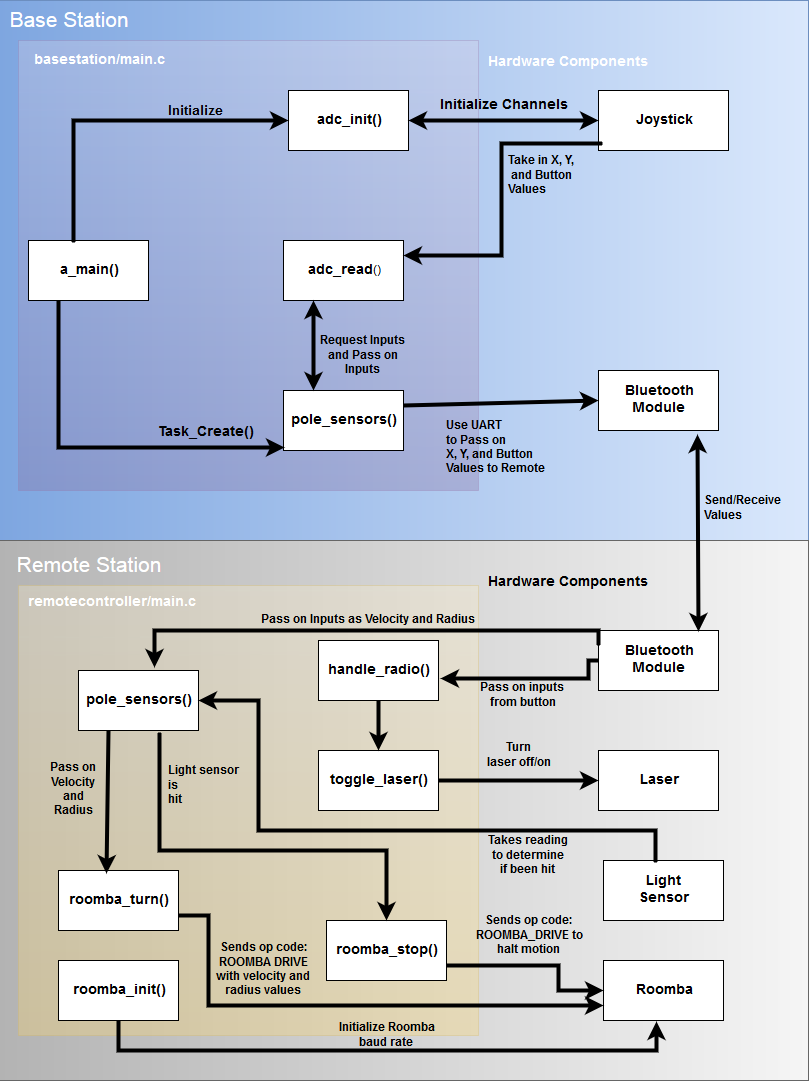 Base Station
basestation/main.c
Hardware Components
Initialize
adc_init()
Initialize Channels
Joystick
Take in X, Y,
and Button
Values
a_main()
adc_read()
Request Inputs
and Pass on
Inputs
Bluetooth
Module
pole_sensors()
Task_Create()
Use UART
to Pass on
X, Y, and Button
Values to Remote
Send/Receive
Values
Remote Station
Hardware Components
remotecontroller/main.c
Pass on Inputs as Velocity and Radius
handle_radio()
Bluetooth
Module
pole_sensors()
Pass on inputs
from button
Pass on
Velocity
and
Radius
Light sensor
is
hit
toggle_laser()
Turn
laser off/on
Laser
Takes reading
to determine
if been hit
Light
Sensor
roomba_turn()
Sends op code:
ROOMBA DRIVE
with velocity and
radius values
roomba_stop()
Sends op code:
ROOMBA_DRIVE to
halt motion
roomba_init()
Roomba
Initialize Roomba
baud rate